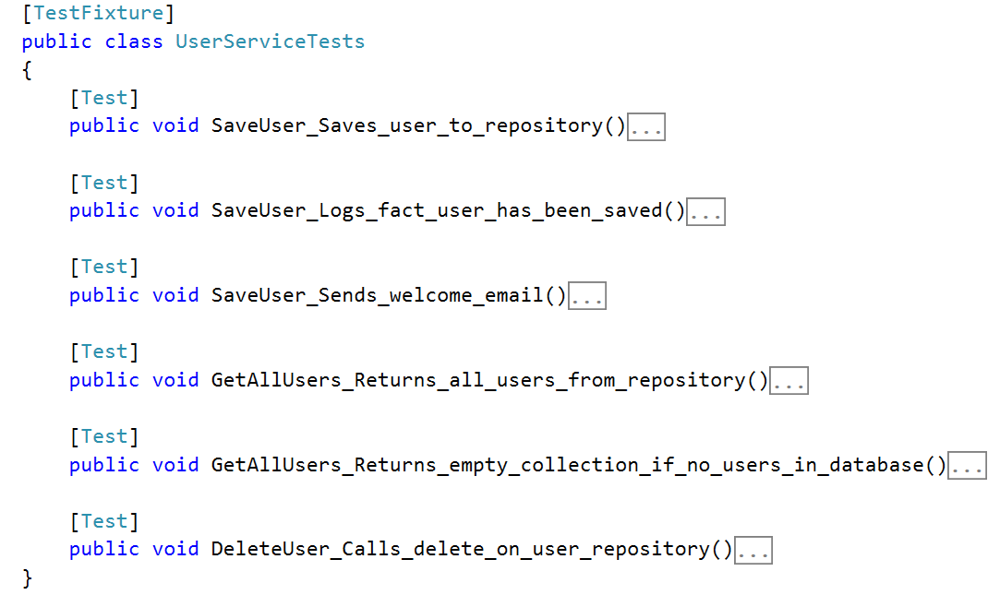 [TestFixture]
public class UserServiceTests
{
[Test]
public void SaveUser_Saves_user_to_repository()...
[Test]
public void SaveUser_Logs_fact_user_has_been_saved()...
[Test]
public void SaveUser_Sends_welcome_email()...
[Test]
public void GetAllUsers_Returns_all_users_from_repository()...
[Test]
public void GetAllUsers_Returns_empty_collection_if_no_users_in_database()...
[Test]
public void DeleteUser_Calls_delete_on_user_repository()...
}